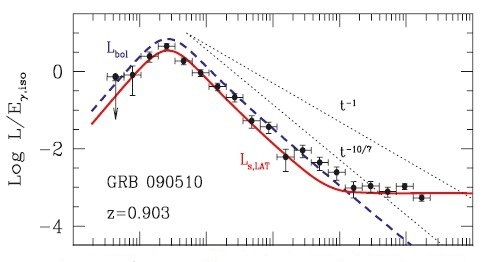 Log L/E_γ,iso
0
−2
−4
L_bol
t⁻¹
t⁻¹⁰/⁷
L_s,LAT
GRB 090510
z=0.903